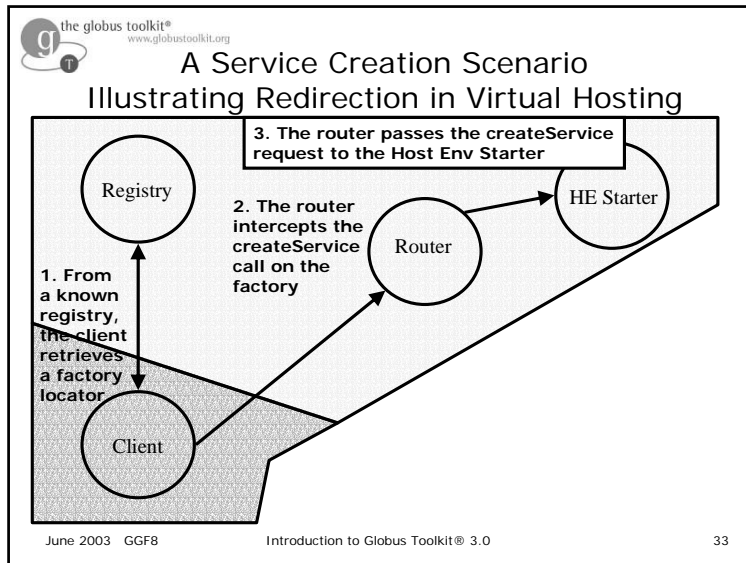 the globus toolkit®
www.globustoolkit.org
g
T
A Service Creation Scenario
Illustrating Redirection in Virtual Hosting
3. The router passes the createService
request to the Host Env Starter
Registry
HE Starter
2. The router
intercepts the
createService
call on the
factory
Router
1. From
a known
registry,
the client
retrieves
a factory
locator
Client
June 2003 GGF8
Introduction to Globus Toolkit® 3.0
33